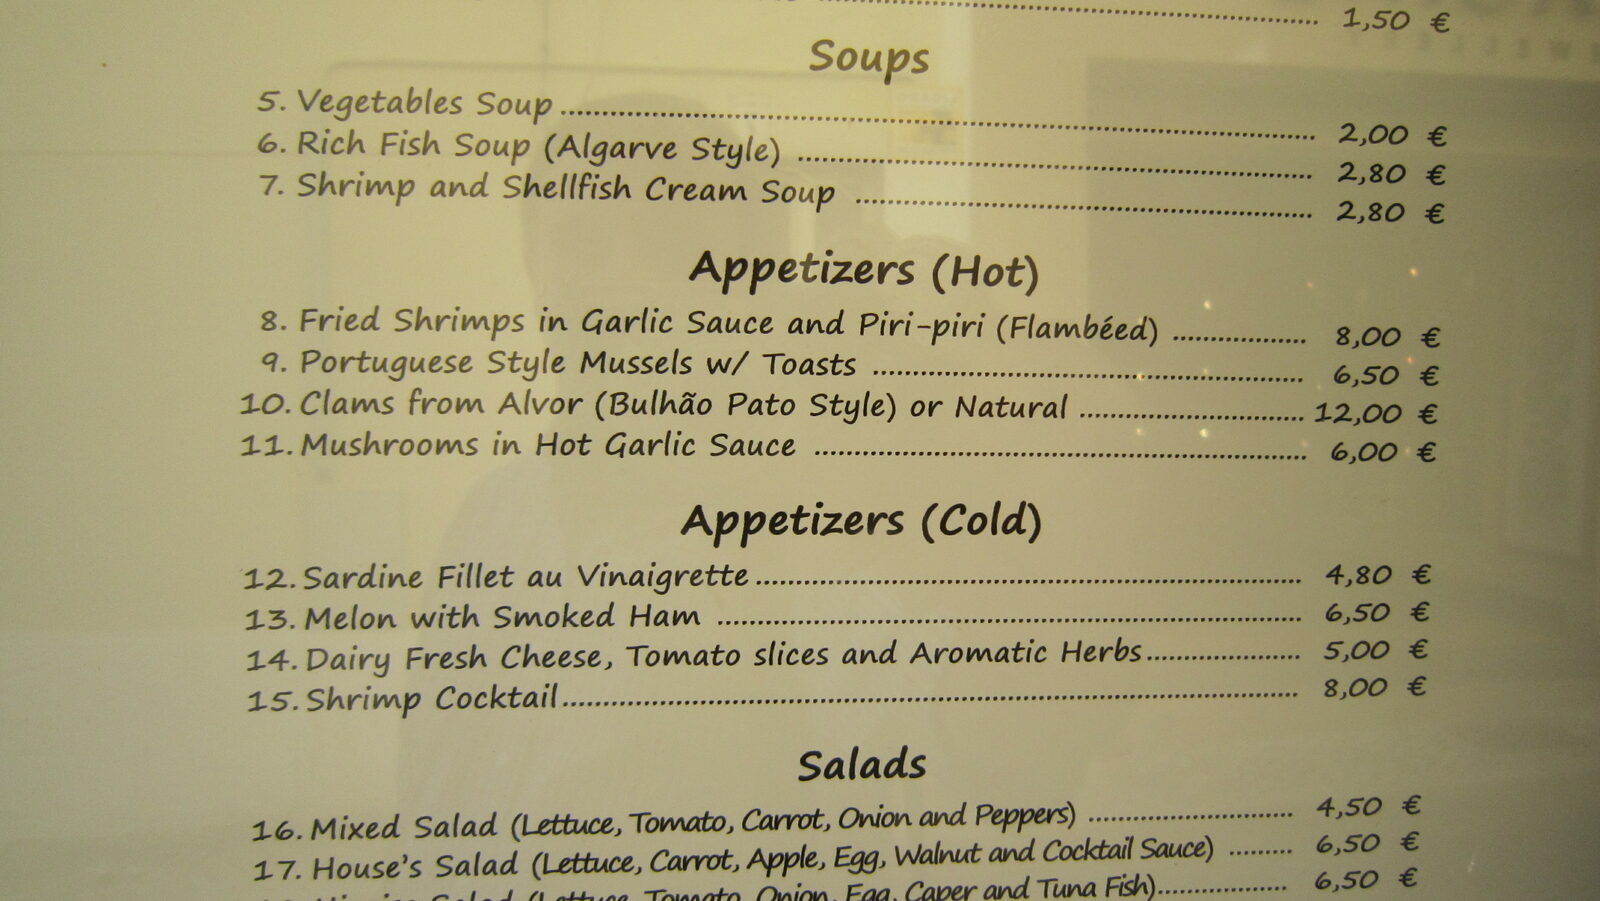 1,50 €
Soups
5. Vegetables Soup ........ 2,00 €
6. Rich Fish Soup (Algarve Style) ........ 2,80 €
7. Shrimp and Shellfish Cream Soup ........ 2,80 €
Appetizers (Hot)
8. Fried Shrimps in Garlic Sauce and Piri-piri (Flambéed) ........ 8,00 €
9. Portuguese Style Mussels w/ Toasts ........ 6,50 €
10. Clams from Alvor (Bulhão Pato Style) or Natural ........ 12,00 €
11. Mushrooms in Hot Garlic Sauce ........ 6,00 €
Appetizers (Cold)
12. Sardine Fillet au Vinaigrette ........ 4,80 €
13. Melon with Smoked Ham ........ 6,50 €
14. Dairy Fresh Cheese, Tomato slices and Aromatic Herbs ........ 5,00 €
15. Shrimp Cocktail ........ 8,00 €
Salads
16. Mixed Salad (Lettuce, Tomato, Carrot, Onion and Peppers) ........ 4,50 €
17. House's Salad (Lettuce, Carrot, Apple, Egg, Walnut and Cocktail Sauce) ........ 6,50 €
Salad (Lettuce, Tomato, Onion, Egg, Caper and Tuna Fish) ........ 6,50 €